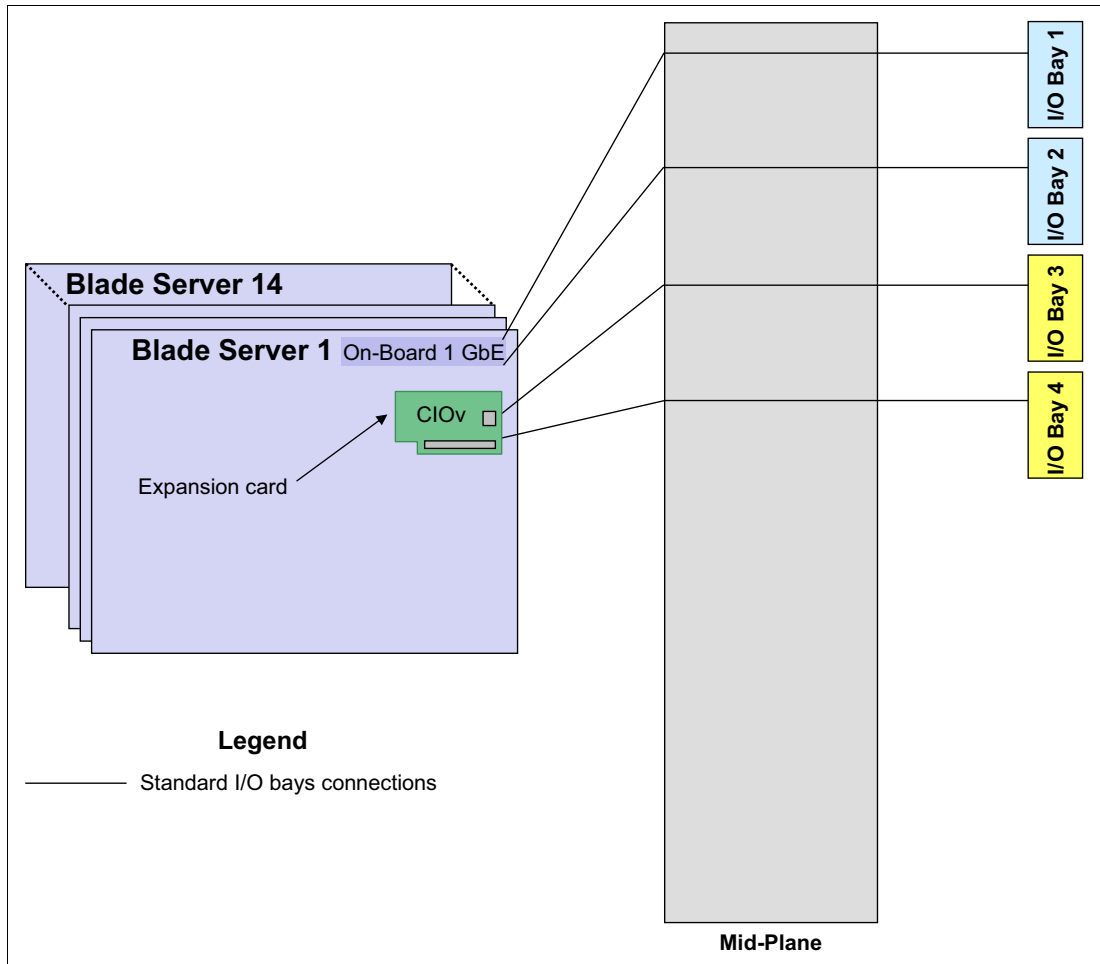 I/O Bay 1
I/O Bay 2
I/O Bay 3
I/O Bay 4
Blade Server 14
Blade Server 1 On-Board 1 GbE
CIOv
Expansion card
Legend
Standard I/O bays connections
Mid-Plane